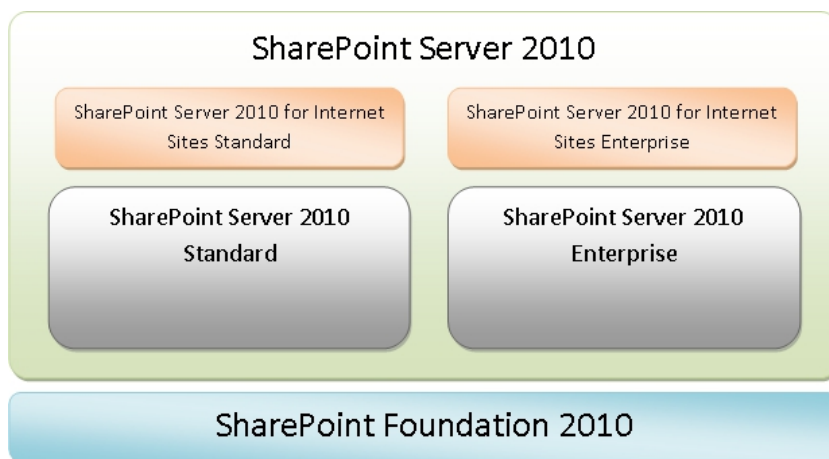 SharePoint Server 2010
SharePoint Server 2010 for Internet
Sites Standard
SharePoint Server 2010 for Internet
Sites Enterprise
SharePoint Server 2010
Standard
SharePoint Server 2010
Enterprise
SharePoint Foundation 2010